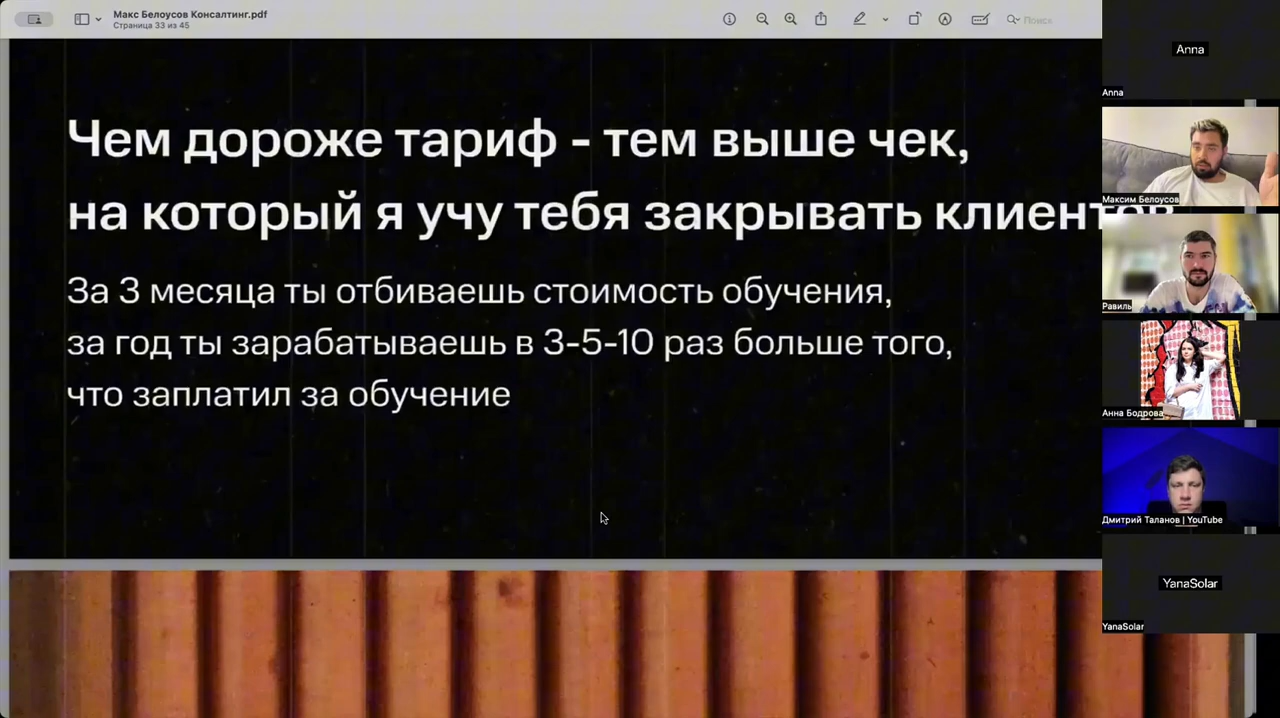 Макс Белоусов Консалтинг.pdf
Страница 33 из 45
Поиск
Чем дороже тариф - тем выше чек,
на который я учу тебя закрывать клиентов
За 3 месяца ты отбиваешь стоимость обучения,
за год ты зарабатываешь в 3-5-10 раз больше того,
что заплатил за обучение
Anna
Anna
Максим Белоусов
Равиль
Анна Бодрова
Дмитрий Таланов | YouTube
YanaSolar
YanaSolar